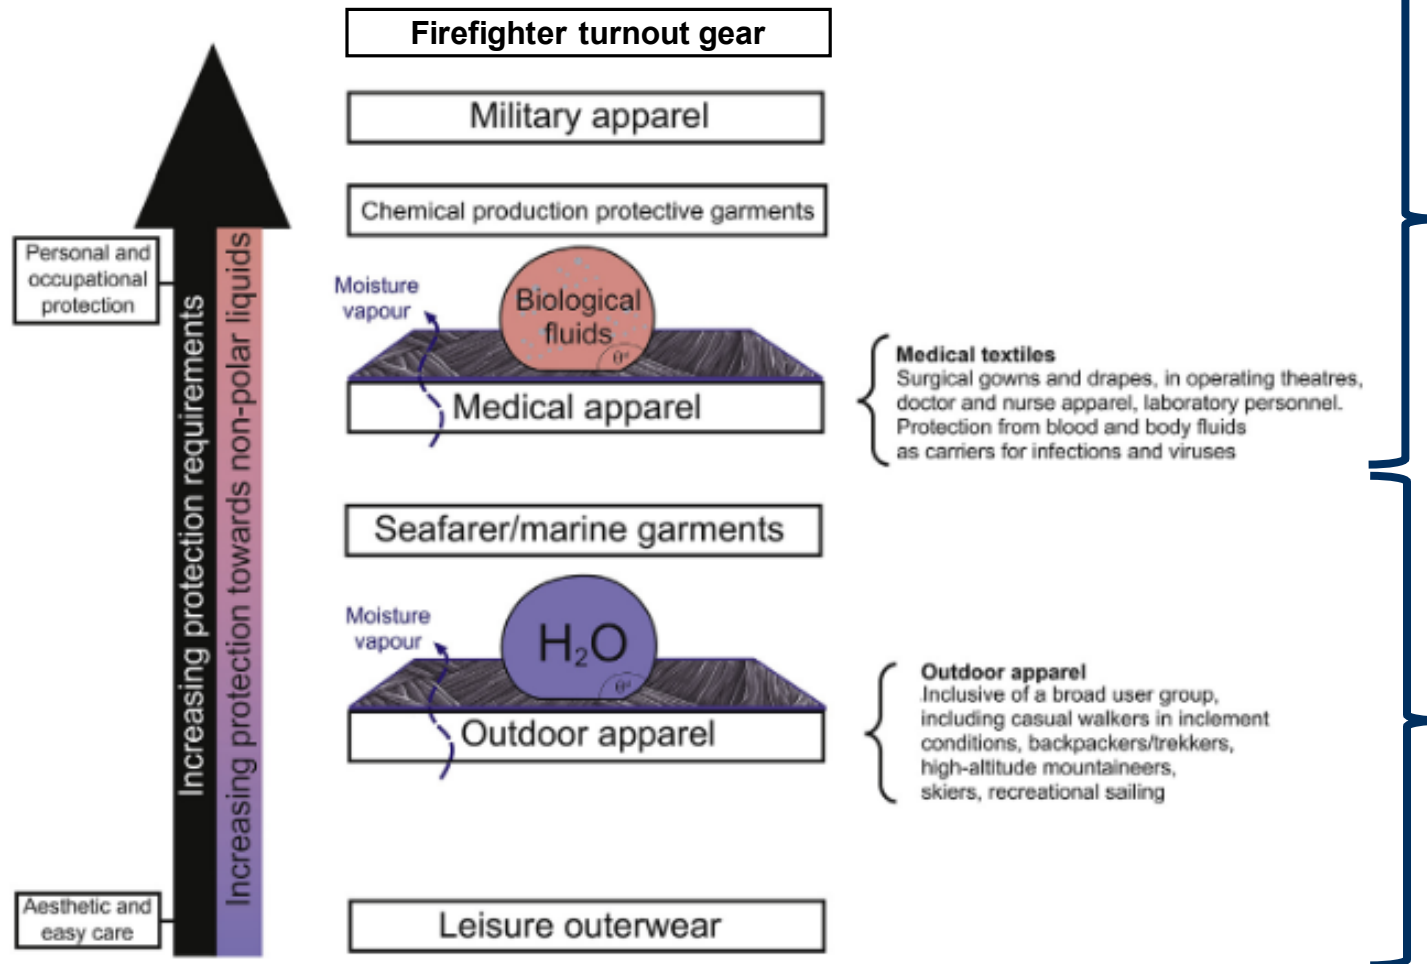 Firefighter turnout gear
Military apparel
Chemical production protective garments
Personal and
occupational
protection
Increasing protection requirements
Increasing protection towards non-polar liquids
Moisture
vapour
Biological
fluids
θᵈ
Medical apparel
Medical textiles
Surgical gowns and drapes, in operating theatres,
doctor and nurse apparel, laboratory personnel.
Protection from blood and body fluids
as carriers for infections and viruses
Seafarer/marine garments
Moisture
vapour
H₂O
θᵈ
Outdoor apparel
Outdoor apparel
.Inclusive of a broad user group,
including casual walkers in inclement
conditions, backpackers/trekkers,
high-altitude mountaineers,
skiers, recreational sailing
Aesthetic and
easy care
Leisure outerwear